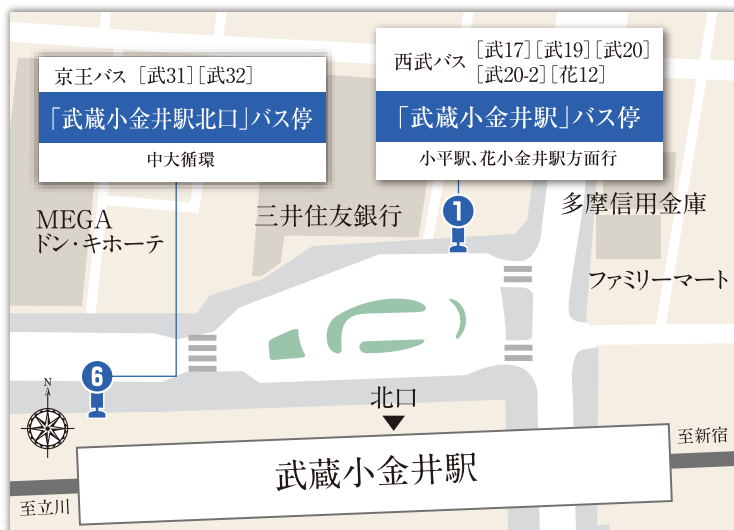 京王バス [武31][武32]
「武蔵小金井駅北口」バス停
中大循環
西武バス [武17][武19][武20]
[武20-2][花12]
「武蔵小金井駅」バス停
小平駅、花小金井駅方面行
MEGA
ドン・キホーテ
三井住友銀行
1
多摩信用金庫
ファミリーマート
6
N
北口
武蔵小金井駅
至新宿
至立川